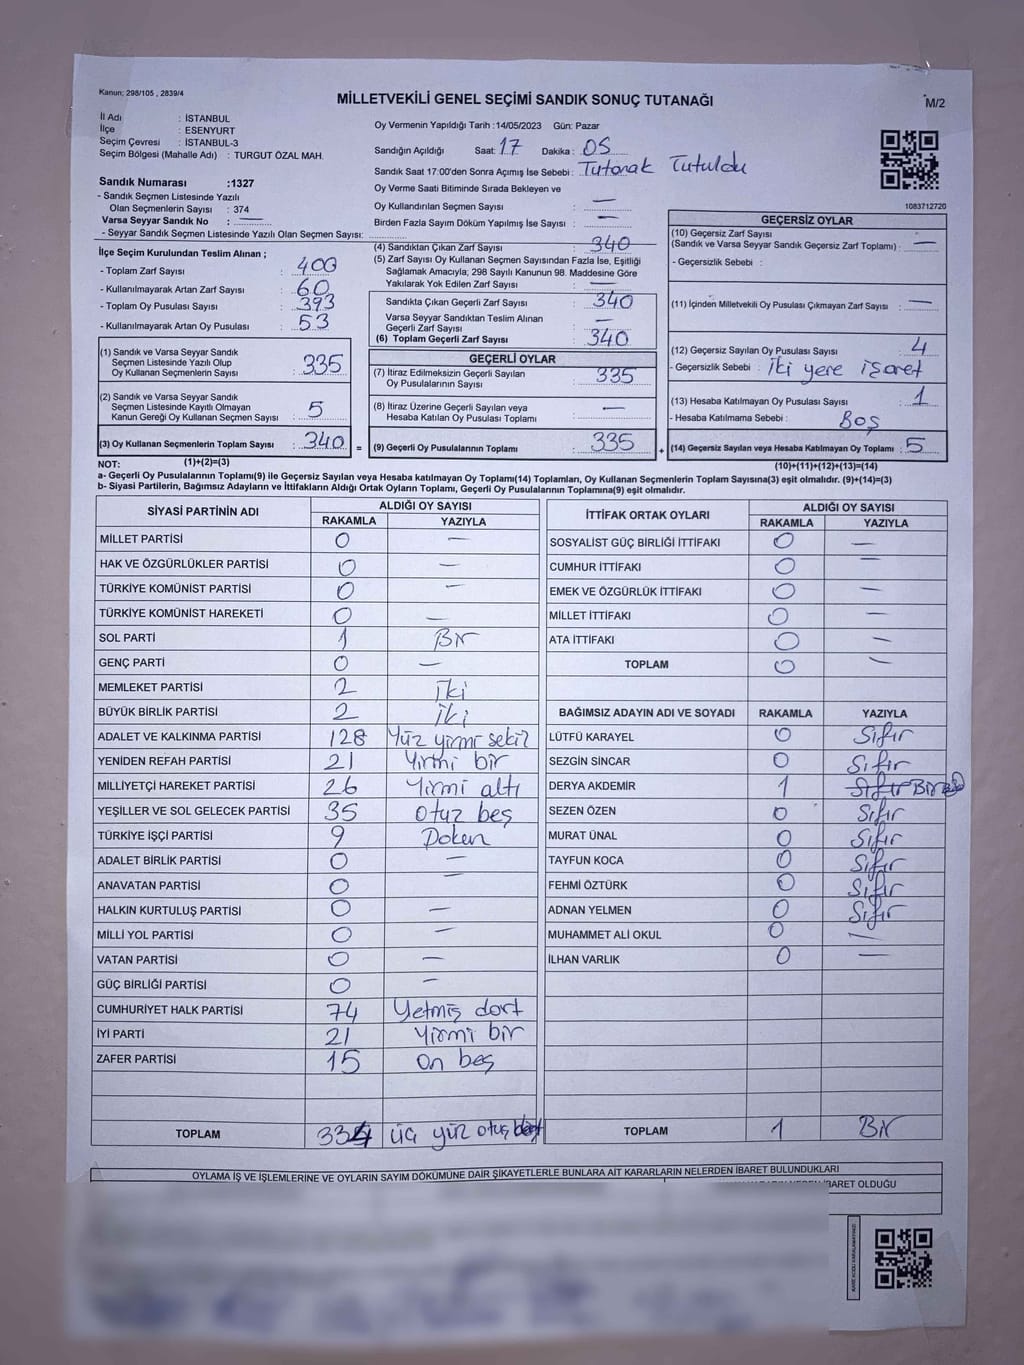 Kanun; 298/105 , 2839/4
MİLLETVEKİLİ GENEL SEÇİMİ SANDIK SONUÇ TUTANAĞI
M/2
İl Adı : İSTANBUL
İlçe : ESENYURT
Seçim Çevresi : İSTANBUL-3
Seçim Bölgesi (Mahalle Adı) : TURGUT ÖZAL MAH.
Sandık Numarası :1327
- Sandık Seçmen Listesinde Yazılı
Olan Seçmenlerin Sayısı : 374
Varsa Seyyar Sandık No : —
- Seyyar Sandık Seçmen Listesinde Yazılı Olan Seçmen Sayısı:
Oy Vermenin Yapıldığı Tarih :14/05/2023 Gün: Pazar
Sandığın Açıldığı Saat: 17 Dakika: 05
Sandık Saat 17:00'den Sonra Açımış İse Sebebi : Tutanak Tutuldu
Oy Verme Saati Bitiminde Sırada Bekleyen ve
Oy Kullandırılan Seçmen Sayısı : —
Birden Fazla Sayım Döküm Yapılmış İse Sayısı : —
1083712720
İlçe Seçim Kurulundan Teslim Alınan ;
- Toplam Zarf Sayısı : 400
- Kullanılmayarak Artan Zarf Sayısı : 60
- Toplam Oy Pusulası Sayısı : 393
- Kullanılmayarak Artan Oy Pusulası : 53
(4) Sandıktan Çıkan Zarf Sayısı : 340
(5) Zarf Sayısı Oy Kullanan Seçmen Sayısından Fazla İse, Eşitliği
Sağlamak Amacıyla; 298 Sayılı Kanunun 98. Maddesine Göre
Yakılarak Yok Edilen Zarf Sayısı : —
Sandıkta Çıkan Geçerli Zarf Sayısı : 340
Varsa Seyyar Sandıktan Teslim Alınan
Geçerli Zarf Sayısı : —
(6) Toplam Geçerli Zarf Sayısı : 340
GEÇERSİZ OYLAR
(10) Geçersiz Zarf Sayısı
(Sandık ve Varsa Seyyar Sandık Geçersiz Zarf Toplamı) : —
- Geçersizlik Sebebi :
(11) İçinden Milletvekili Oy Pusulası Çıkmayan Zarf Sayısı : —
(12) Geçersiz Sayılan Oy Pusulası Sayısı : 4
- Geçersizlik Sebebi : İki yere işaret
(13) Hesaba Katılmayan Oy Pusulası Sayısı : 1
- Hesaba Katılmama Sebebi : Boş
(14) Geçersiz Sayılan veya Hesaba Katılmayan Oy Toplamı : 5
(10)+(11)+(12)+(13)=(14)
(1) Sandık ve Varsa Seyyar Sandık
Seçmen Listesinde Yazılı Olup
Oy Kullanan Seçmenlerin Sayısı : 335
(2) Sandık ve Varsa Seyyar Sandık
Seçmen Listesinde Kayıtlı Olmayan
Kanun Gereği Oy Kullanan Seçmen Sayısı : 5
(3) Oy Kullanan Seçmenlerin Toplam Sayısı : 340 =
(1)+(2)=(3)
GEÇERLİ OYLAR
(7) İtiraz Edilmeksizin Geçerli Sayılan
Oy Pusulalarının Sayısı : 335
(8) İtiraz Üzerine Geçerli Sayılan veya
Hesaba Katılan Oy Pusulası Toplamı : —
(9) Geçerli Oy Pusulalarının Toplamı : 335 +
NOT:
a- Geçerli Oy Pusulalarının Toplamı(9) ile Geçersiz Sayılan veya Hesaba katılmayan Oy Toplamı(14) Toplamları, Oy Kullanan Seçmenlerin Toplam Sayısına(3) eşit olmalıdır. (9)+(14)=(3)
b- Siyasi Partilerin, Bağımsız Adayların ve İttifakların Aldığı Ortak Oyların Toplamı, Geçerli Oy Pusulalarının Toplamına(9) eşit olmalıdır.
SİYASİ PARTİNİN ADI ALDIĞI OY SAYISI
RAKAMLA YAZIYLA
MİLLET PARTİSİ 0 —
HAK VE ÖZGÜRLÜKLER PARTİSİ 0 —
TÜRKİYE KOMÜNİST PARTİSİ 0 —
TÜRKİYE KOMÜNİST HAREKETİ 0 —
SOL PARTİ 1 Bir
GENÇ PARTİ 0 —
MEMLEKET PARTİSİ 2 İki
BÜYÜK BİRLİK PARTİSİ 2 İki
ADALET VE KALKINMA PARTİSİ 128 Yüz yirmi sekiz
YENİDEN REFAH PARTİSİ 21 Yirmi bir
MİLLİYETÇİ HAREKET PARTİSİ 26 Yirmi altı
YEŞİLLER VE SOL GELECEK PARTİSİ 35 Otuz beş
TÜRKİYE İŞÇİ PARTİSİ 9 Dokuz
ADALET BİRLİK PARTİSİ 0 —
ANAVATAN PARTİSİ 0 —
HALKIN KURTULUŞ PARTİSİ 0 —
MİLLİ YOL PARTİSİ 0 —
VATAN PARTİSİ 0 —
GÜÇ BİRLİĞİ PARTİSİ 0 —
CUMHURİYET HALK PARTİSİ 74 Yetmiş dört
İYİ PARTİ 21 Yirmi bir
ZAFER PARTİSİ 15 On beş
TOPLAM 334 üç yüz otuz dört
İTTİFAK ORTAK OYLARI ALDIĞI OY SAYISI
RAKAMLA YAZIYLA
SOSYALİST GÜÇ BİRLİĞİ İTTİFAKI 0 —
CUMHUR İTTİFAKI 0 —
EMEK VE ÖZGÜRLÜK İTTİFAKI 0 —
MİLLET İTTİFAKI 0 —
ATA İTTİFAKI 0 —
TOPLAM 0 —
BAĞIMSIZ ADAYIN ADI VE SOYADI RAKAMLA YAZIYLA
LÜTFÜ KARAYEL 0 Sıfır
SEZGİN SİNCAR 0 Sıfır
DERYA AKDEMİR 1 Sıfır Bir
SEZEN ÖZEN 0 Sıfır
MURAT ÜNAL 0 Sıfır
TAYFUN KOCA 0 Sıfır
FEHMİ ÖZTÜRK 0 Sıfır
ADNAN YELMEN 0 Sıfır
MUHAMMET ALİ OKUL 0 —
İLHAN VARLIK 0 —
TOPLAM 1 Bir
OYLAMA İŞ VE İŞLEMLERİNE VE OYLARIN SAYIM DÖKÜMÜNE DAİR ŞİKAYETLERLE BUNLARA AİT KARARLARIN NELERDEN İBARET BULUNDUKLARI
İBARET OLDUĞU